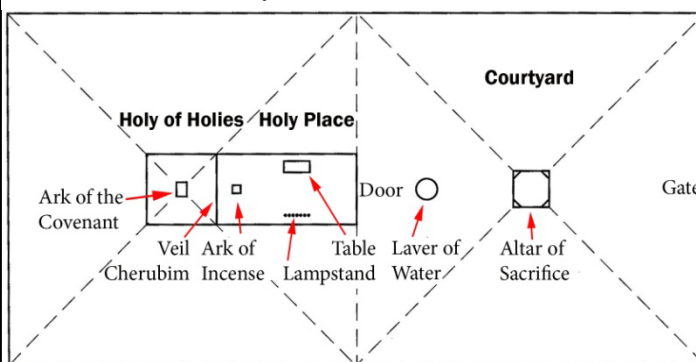 Courtyard
Holy of Holies
Holy Place
Ark of the
Covenant
Door
Gate
Veil
Cherubim
Ark of
Incense
Lampstand
Table
Laver of
Water
Altar of
Sacrifice